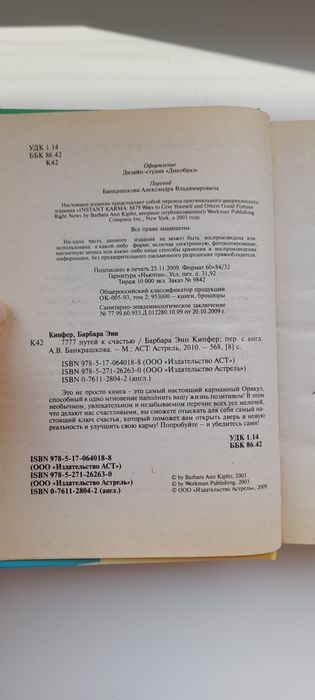 УДК 1.14
ББК 86.42
К42
Оформление
Дизайн-студия «Дикобраз»
Перевод
Банкрашкова Александра Владимировича
Настоящее издание представляет собой перевод оригинального американского
издания «INSTANT KARMA: 8879 Ways to Give Yourself and Others Good Fortune
Right Now» by Barbara Ann Kipfer, впервые опубликованного Workman Publishing
Company Inc., New York, в 2003 году
Все права защищены.
Ни одна часть данного издания не может быть воспроизведена или
использована в какой-либо форме, включая электронную, фотокопирование,
магнитную запись или какие-либо иные способы хранения и воспроизведения
информации, без предварительного письменного разрешения правообладателя.
Подписано в печать 25.11.2009. Формат 60×84/32
Гарнитура «Ньютон». Усл. печ. л. 31,92
Тираж 10 000 экз. Заказ № 9842
Общероссийский классификатор продукции
ОК-005-93, том 2; 953000 – книги, брошюры
Санитарно-эпидемиологическое заключение
№ 77.99.60.953.Д.012280.10.09 от 20.10.2009 г.
Кипфер, Барбара Энн
К42 7777 путей к счастью / Барбара Энн Кипфер; пер. с англ.
А.В. Банкрашкова. – М.: АСТ: Астрель, 2010. – 568, [8] с.
ISBN 978-5-17-064018-8 (ООО «Издательство АСТ»)
ISBN 978-5-271-26263-0 (ООО «Издательство Астрель»)
ISBN 0-7611-2804-2 (англ.)
Это не просто книга - это самый настоящий карманный Оракул,
способный в одно мгновение наполнить вашу жизнь позитивом! В этом
необычном, увлекательном и незабываемом перечне всех тех мелочей,
что делают нас счастливыми, вы сможете отыскать для себя самый на-
стоящий ключ счастья, который поможет вам открыть дверь в новую
реальность и улучшить свою карму! Попробуйте – и убедитесь сами!
УДК 1.14
ББК 86.42
ISBN 978-5-17-064018-8
(ООО «Издательство АСТ»)
ISBN 978-5-271-26263-0
(ООО «Издательство Астрель»)
ISBN 0-7611-2804-2 (англ.)
© by Barbara Ann Kipfer, 2003
© by Workman Publishing, 2003
© ООО «Издательство Астрель», 2009